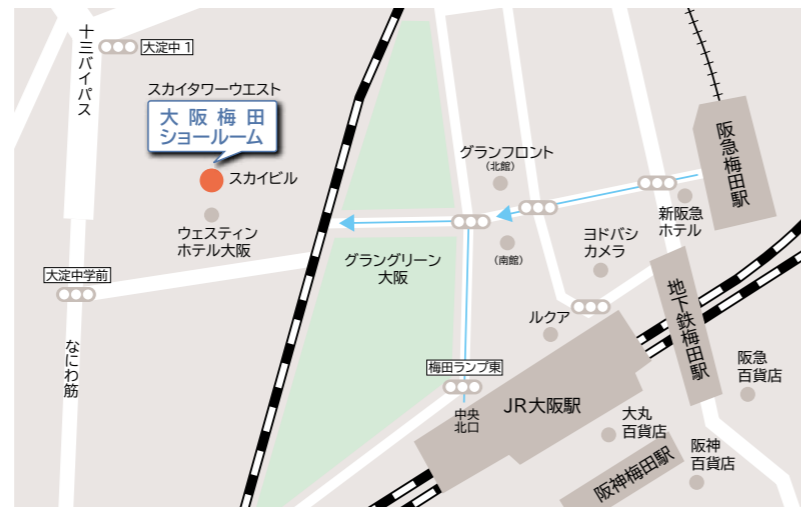 十三バイパス
大淀中1
スカイタワーウエスト
大阪梅田
ショールーム
スカイビル
ウェスティン
ホテル大阪
大淀中学前
なにわ筋
グラングリーン
大阪
グランフロント
(北館)
(南館)
ヨドバシ
カメラ
新阪急
ホテル
阪急梅田駅
地下鉄梅田駅
ルクア
梅田ランプ東
中央
北口
JR大阪駅
大丸
百貨店
阪急
百貨店
阪神
百貨店
阪神梅田駅